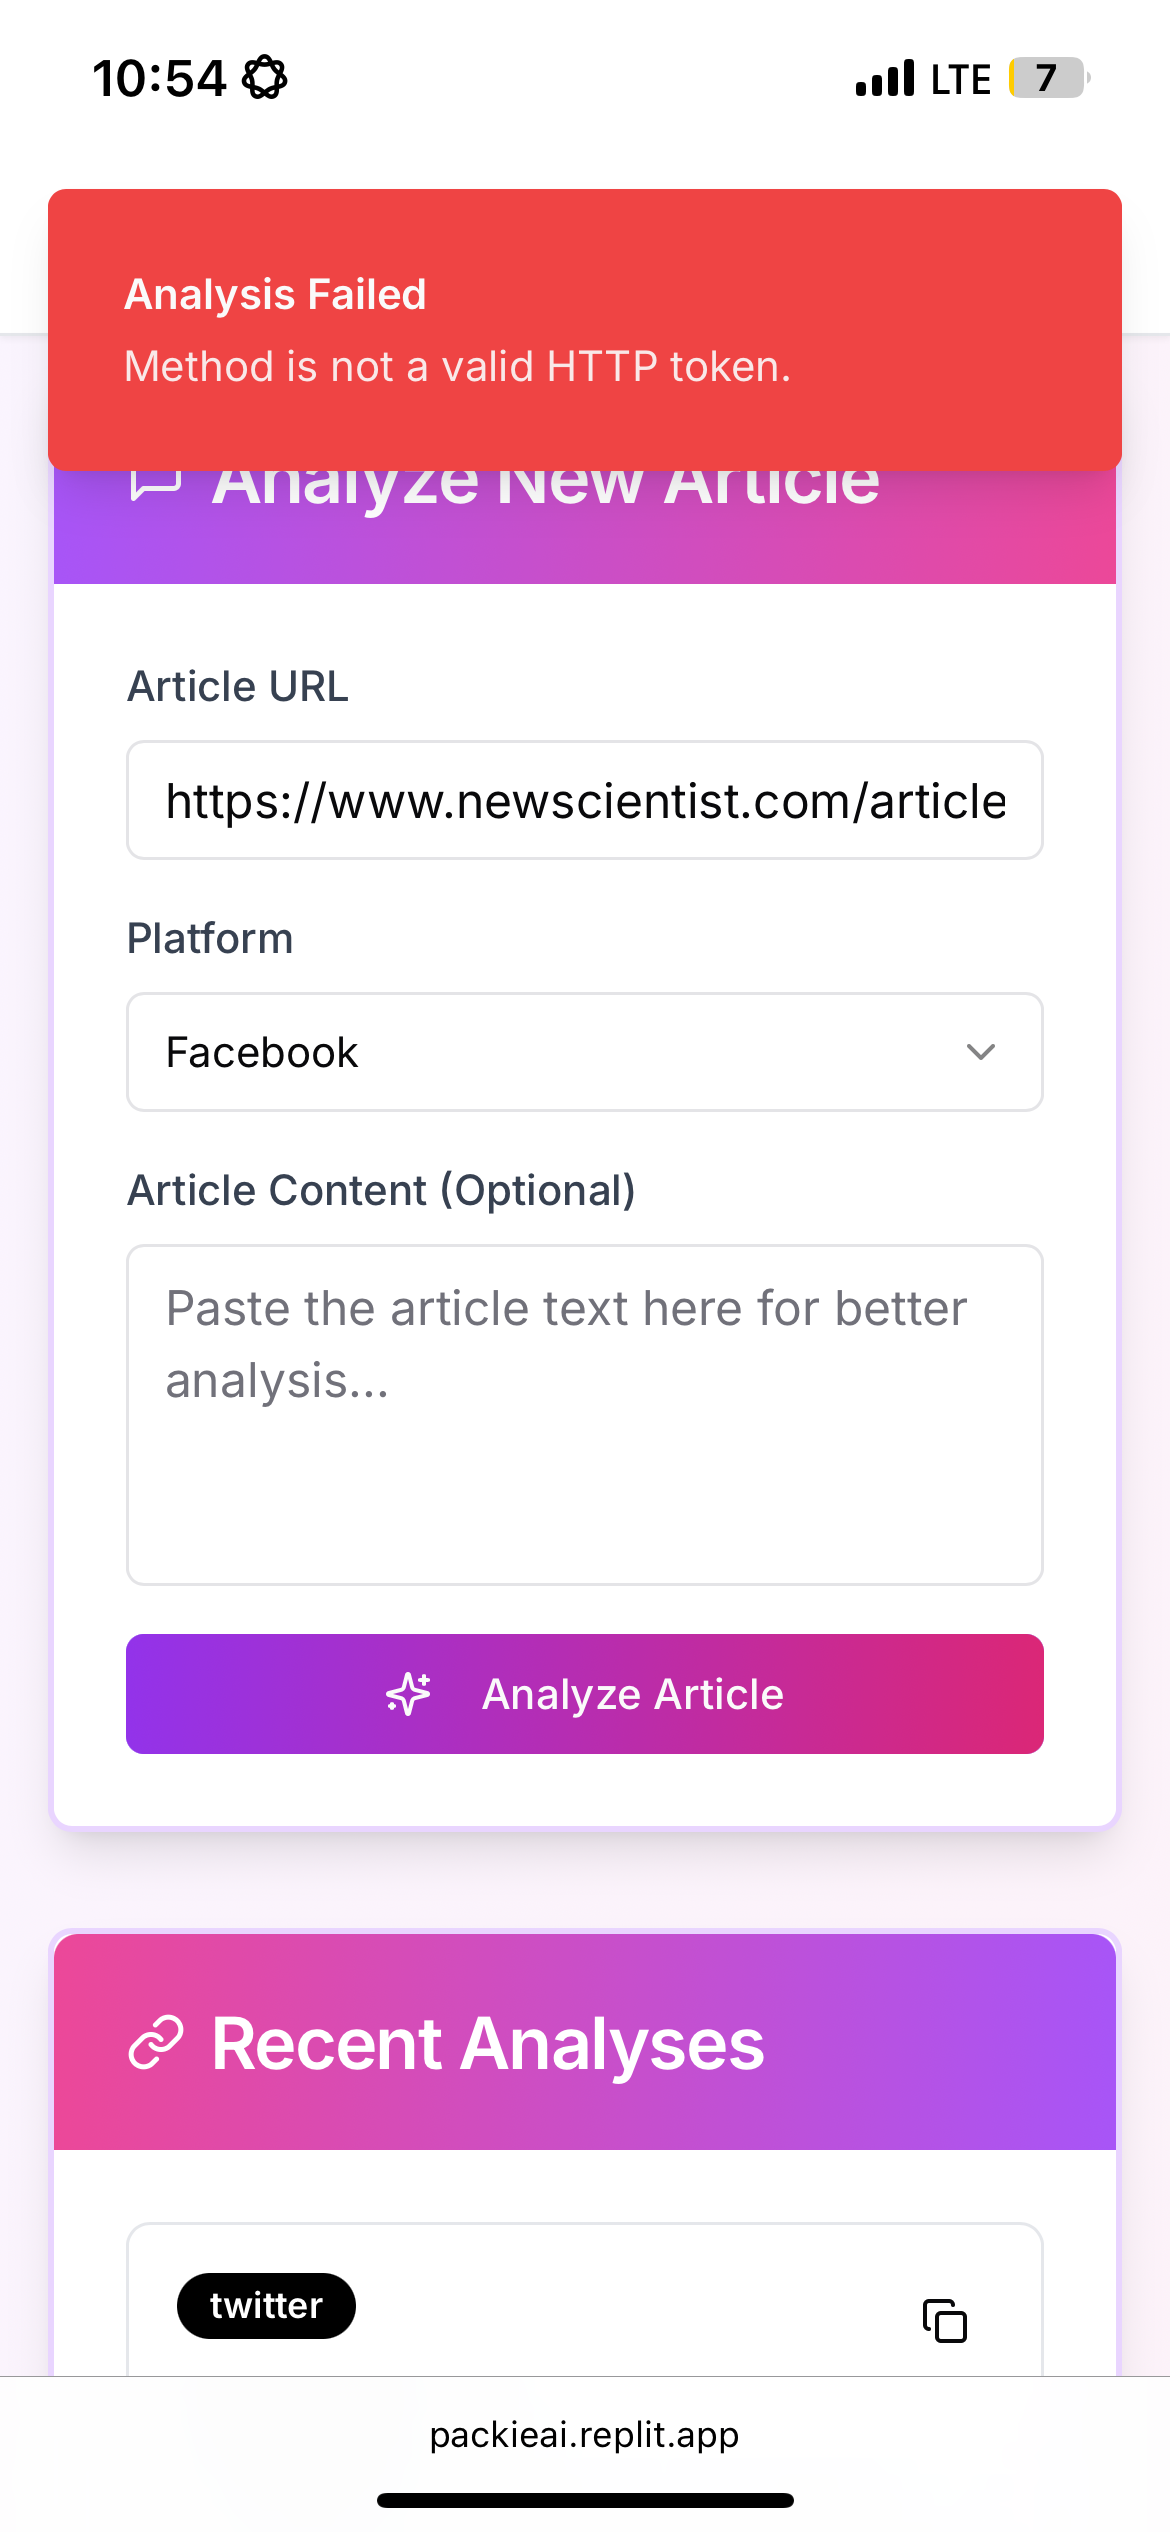 10:54
LTE
7
Analysis Failed
Method is not a valid HTTP token.
Analyze New Article
Article URL
https://www.newscientist.com/article
Platform
Facebook
Article Content (Optional)
Paste the article text here for better
analysis...
Analyze Article
Recent Analyses
twitter
packieai.replit.app